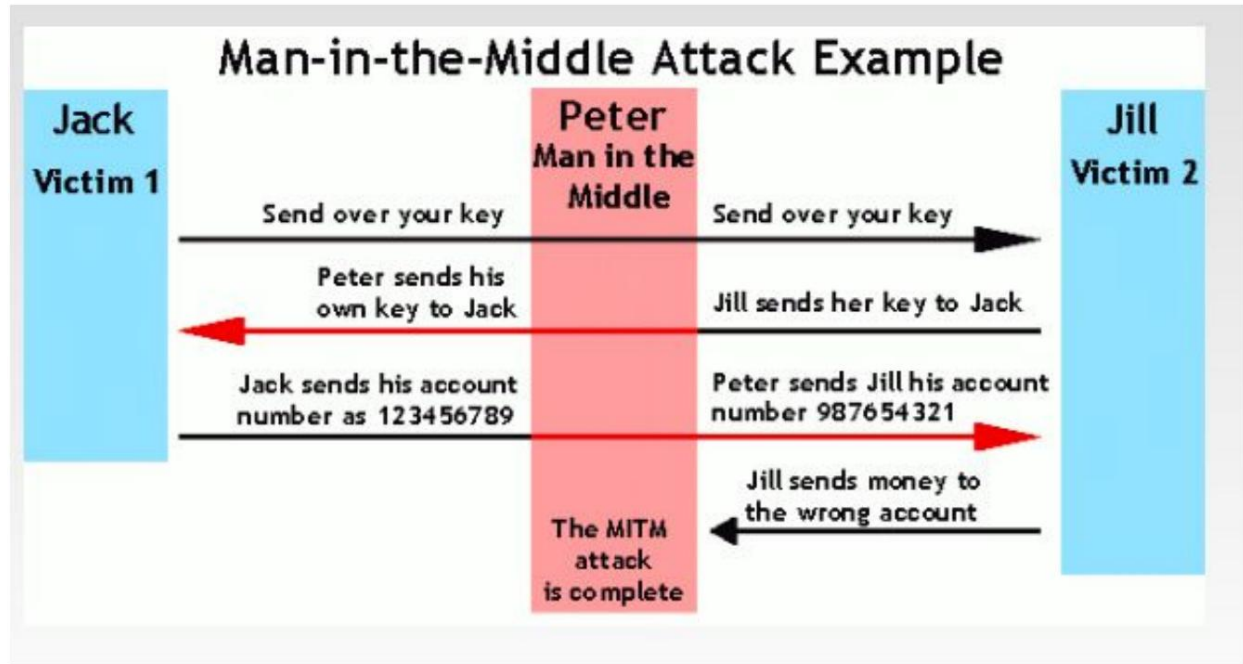 Man-in-the-Middle Attack Example
Jack
Victim 1
Peter
Man in the
Middle
Jill
Victim 2
Send over your key
Send over your key
Peter sends his
own key to Jack
Jill sends her key to Jack
Jack sends his account
number as 123456789
Peter sends Jill his account
number 987654321
Jill sends money to
the wrong account
The MITM
attack
is complete